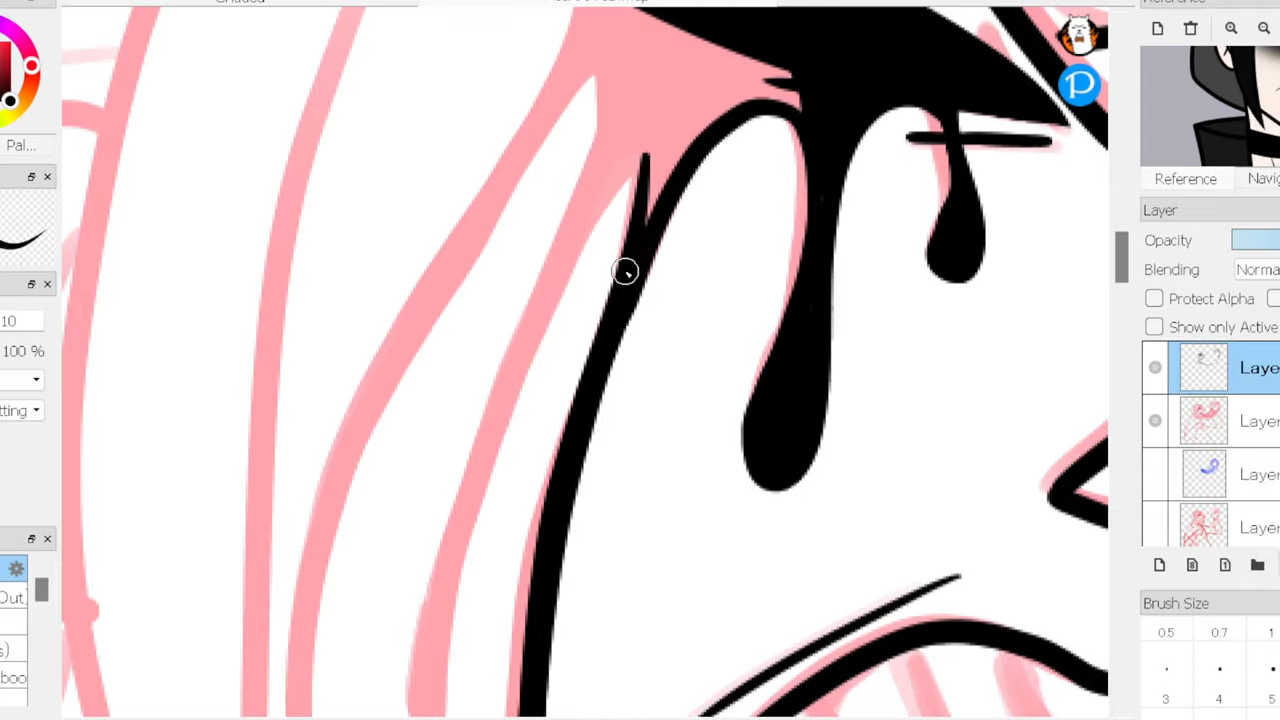 Pal...
10
100 %
tting
Out,
s)
boo
P
Reference
Navig
Layer
Opacity
Blending
Norma
Protect Alpha
Show only Active
Laye
Layer
Layer
Layer
Brush Size
0.5
0.7
1
3
4
5